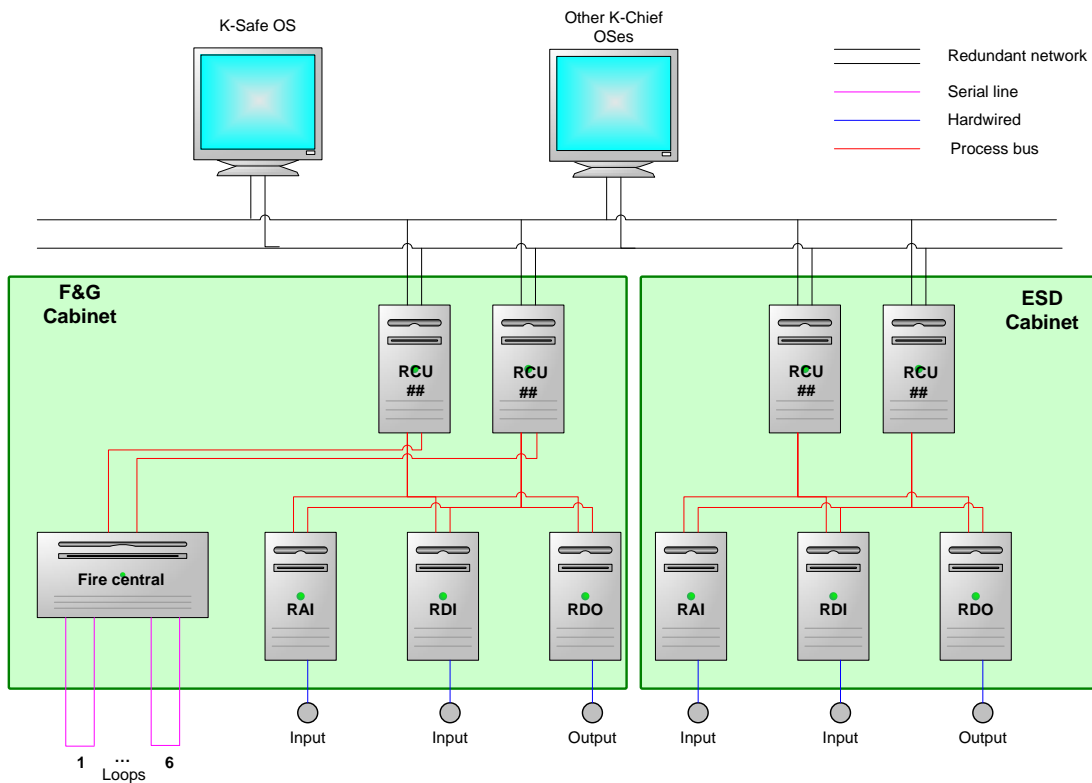 K-Safe OS
Other K-Chief
OSes
Redundant network
Serial line
Hardwired
Process bus
F&G
Cabinet
ESD
Cabinet
RCU
##
RCU
##
RCU
##
RCU
##
Fire central
RAI
RDI
RDO
RAI
RDI
RDO
Input
Input
Output
Input
Input
Output
1 ... 6
Loops